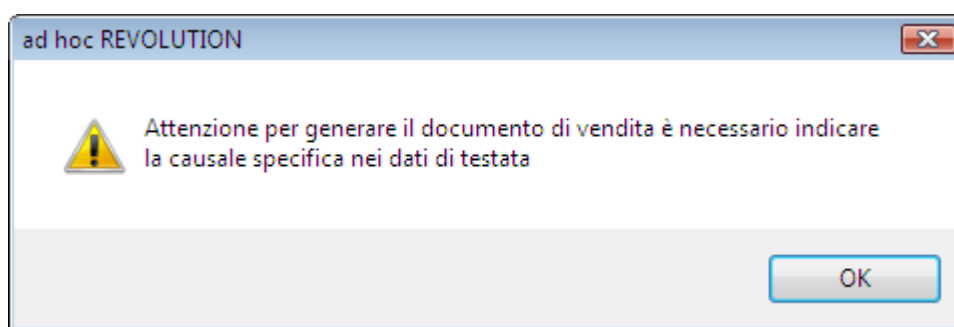 ad hoc REVOLUTION
Attenzione per generare il documento di vendita è necessario indicare
la causale specifica nei dati di testata
OK